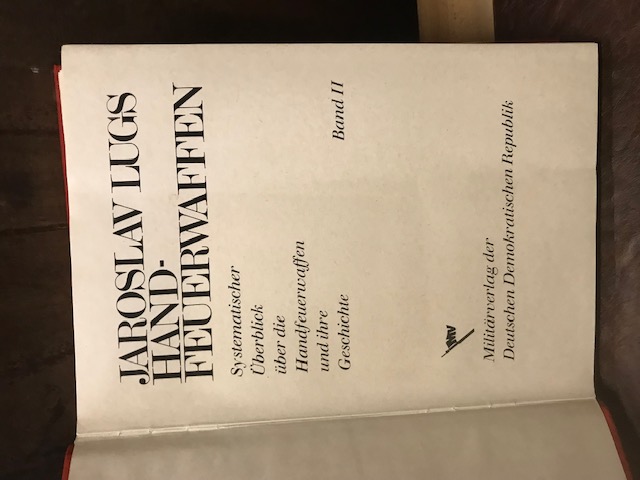 JAROSLAV LUGS
HAND-
FEUERWAFFEN
Systematischer
Überblick
über die
Handfeuerwaffen
und ihre
Geschichte
Band II
Militärverlag der
Deutschen Demokratischen Republik